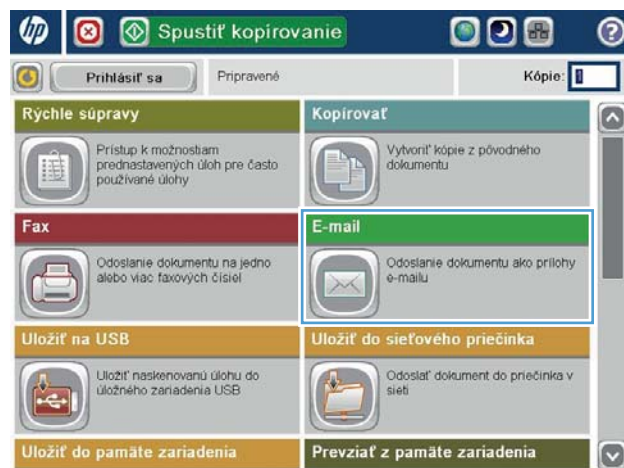 hp Spustiť kopírovanie ?
Prihlásiť sa Pripravené Kópie: 1
Rýchle súpravy
Prístup k možnostiam
prednastavených úloh pre často
používané úlohy
Kopírovať
Vytvoriť kópie z pôvodného
dokumentu
Fax
Odoslanie dokumentu na jedno
alebo viac faxových čísiel
E-mail
Odoslanie dokumentu ako prílohy
e-mailu
Uložiť na USB
Uložiť naskenovanú úlohu do
úložného zariadenia USB
Uložiť do sieťového priečinka
Odoslať dokument do priečinka v
sieti
Uložiť do pamäte zariadenia
Prevziať z pamäte zariadenia